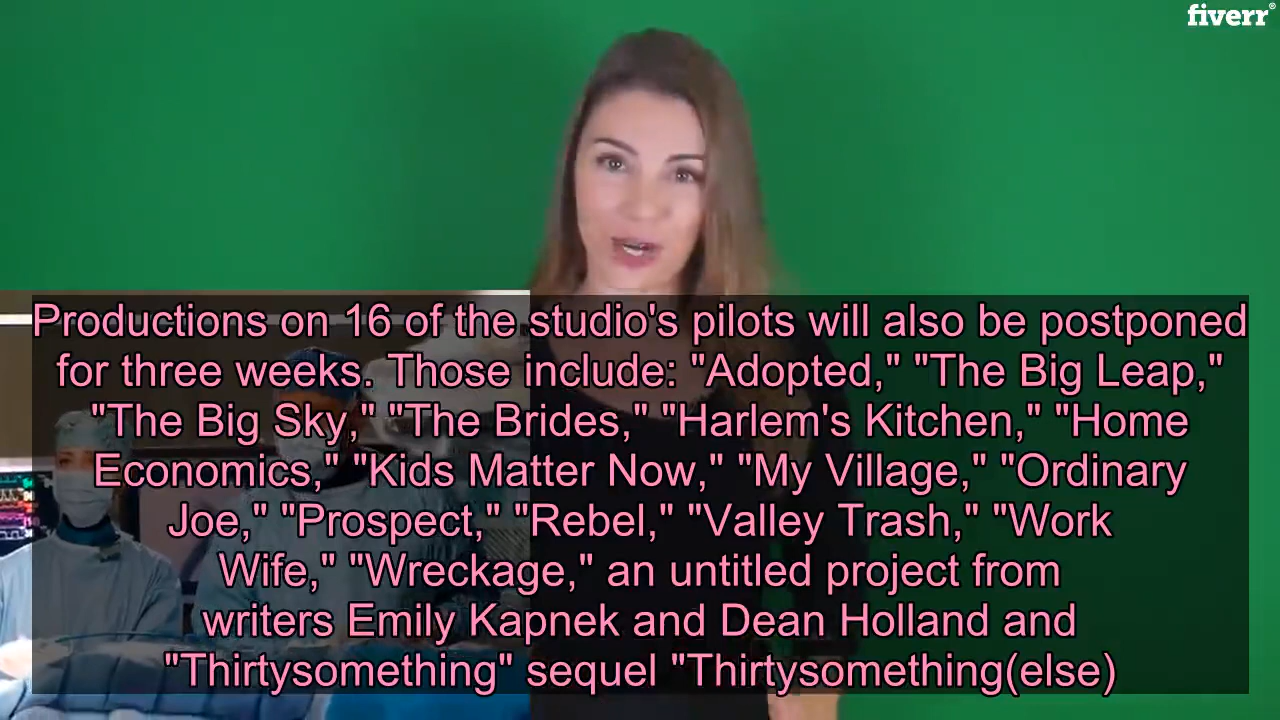 fiverr®
Productions on 16 of the studio's pilots will also be postponed
for three weeks. Those include: "Adopted," "The Big Leap,"
"The Big Sky," "The Brides," "Harlem's Kitchen," "Home
Economics," "Kids Matter Now," "My Village," "Ordinary
Joe," "Prospect," "Rebel," "Valley Trash," "Work
Wife," "Wreckage," an untitled project from
writers Emily Kapnek and Dean Holland and
"Thirtysomething" sequel "Thirtysomething(else)